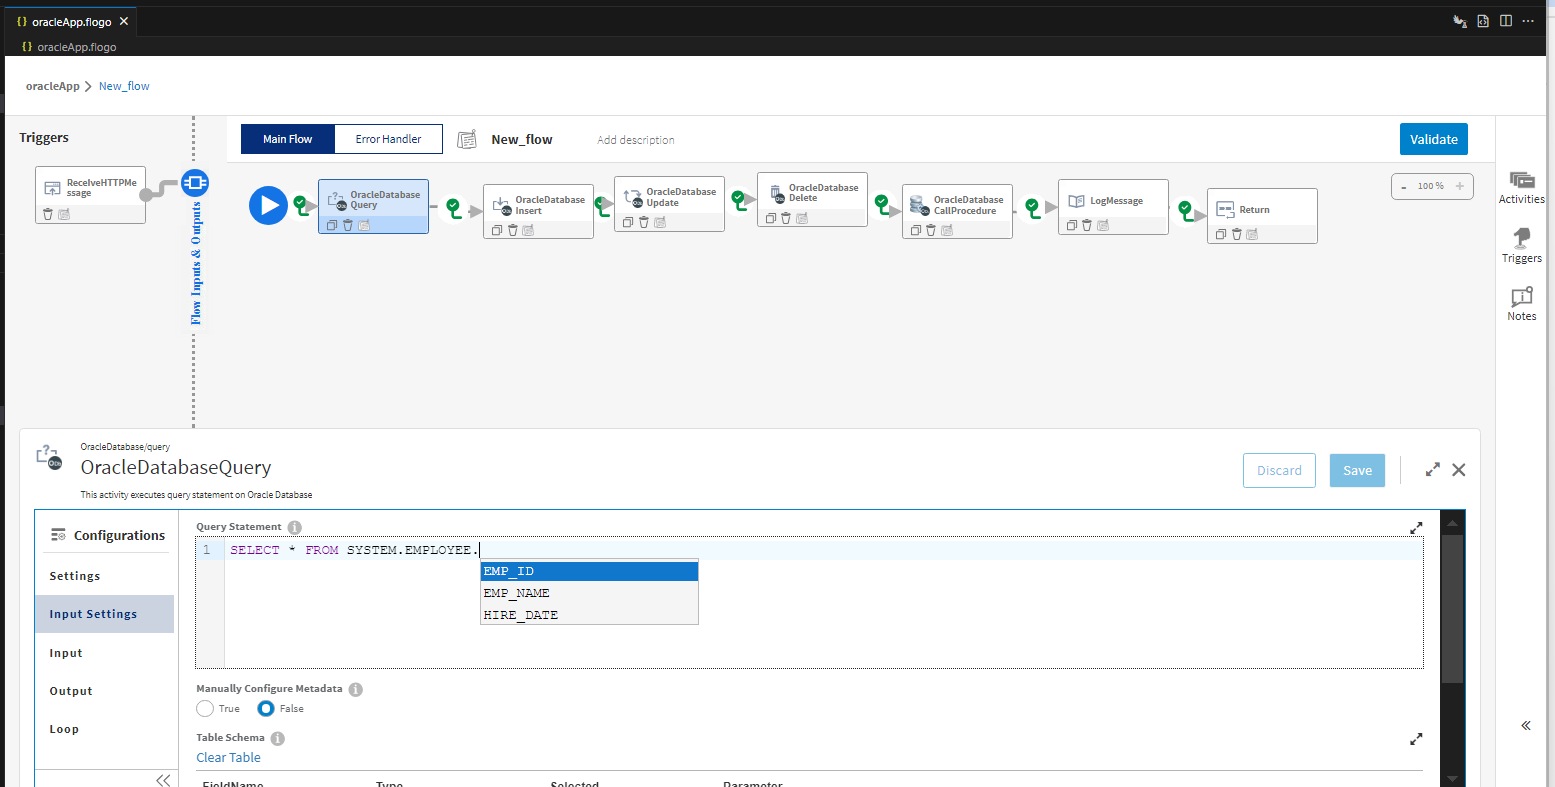 {} oracleApp.flogo ×
{} oracleApp.flogo
oracleApp > New_flow
Triggers
Main Flow
Error Handler
New_flow
Add description
Validate
ReceIveHTTPMe
ssage
Flow Inputs & Outputs
OracleDatabase
Query
OracleDatabase
Insert
OracleDatabase
Update
OracleDatabase
Delete
OracleDatabase
CallProcedure
LogMessage
Return
- 100 % +
Activities
Triggers
Notes
OracleDatabase/query
OracleDatabaseQuery
This activity executes query statement on Oracle Database
Discard
Save
Configurations
Settings
Input Settings
Input
Output
Loop
Query Statement
1 SELECT * FROM SYSTEM.EMPLOYEE.
EMP_ID
EMP_NAME
HIRE_DATE
Manually Configure Metadata
True
False
Table Schema
Clear Table
FieldName Type Selected Parameter